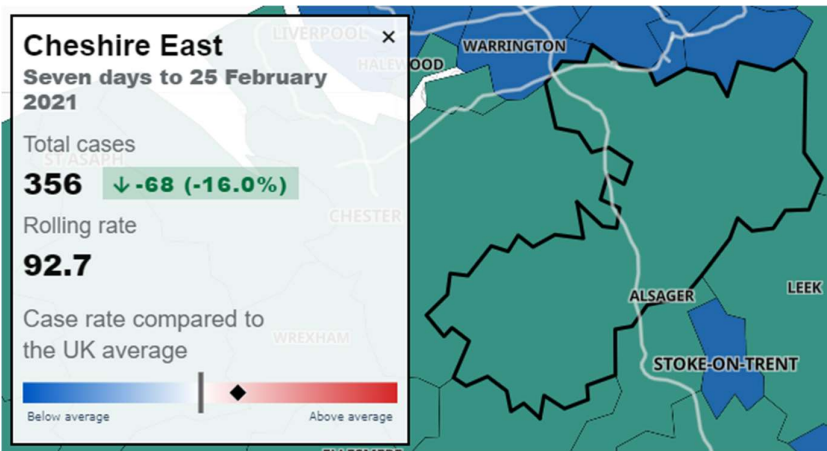 Cheshire East
Seven days to 25 February
2021
Total cases
356 ↓ -68 (-16.0%)
Rolling rate
92.7
Case rate compared to
the UK average
Below average
Above average
LIVERPOOL
HALEWOOD
WARRINGTON
ST ASAPH
CHESTER
WREXHAM
ALSAGER
LEEK
STOKE-ON-TRENT
ELLESMERE